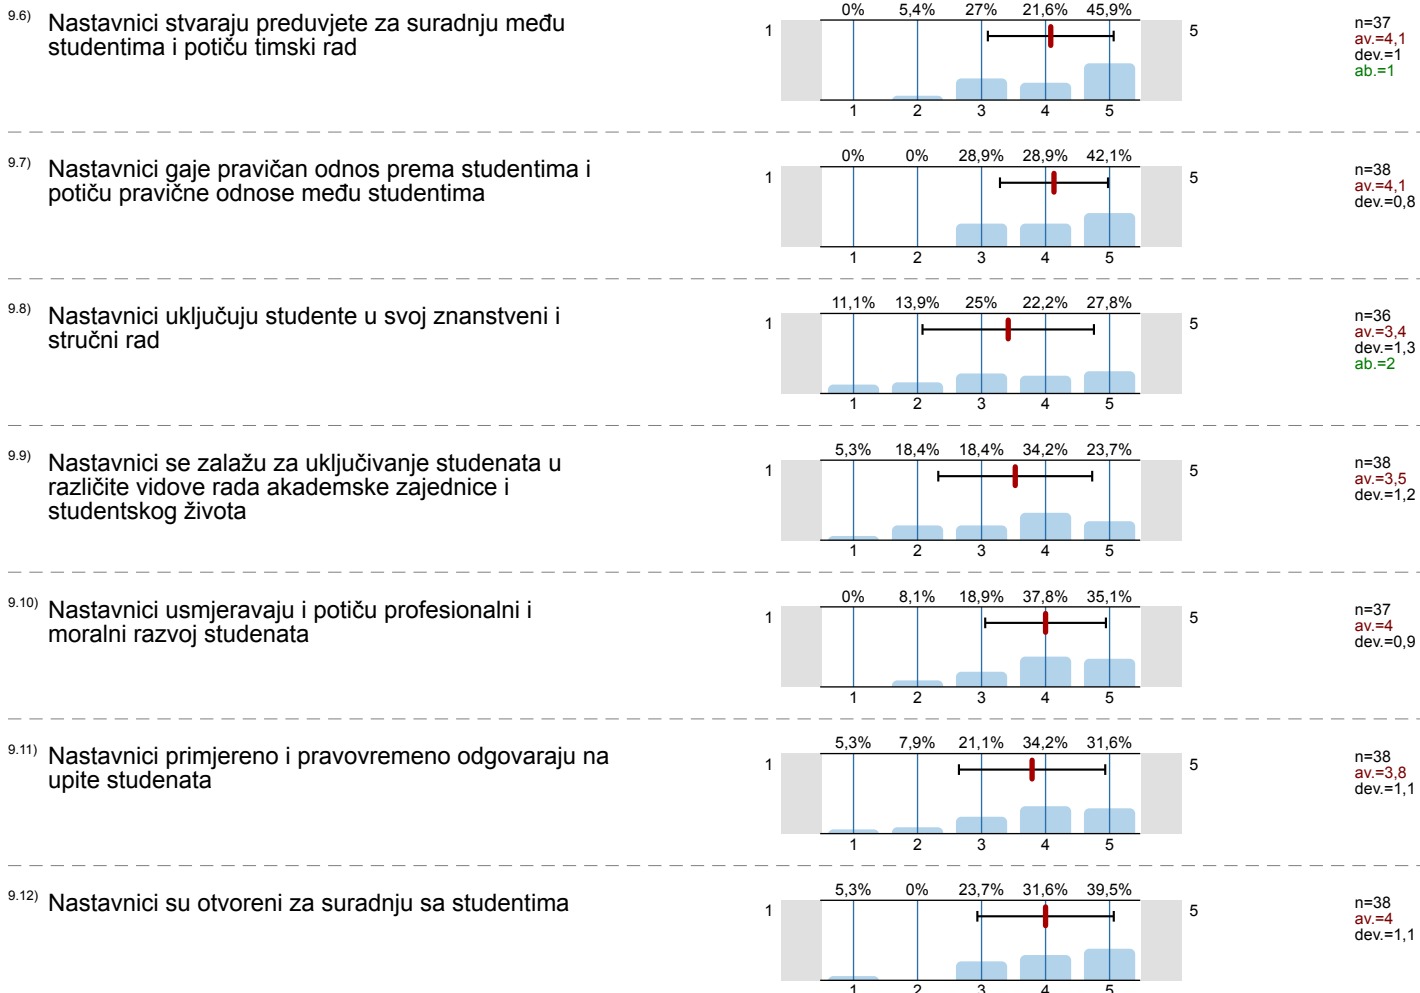 9.6) Nastavnici stvaraju preduvjete za suradnju među
studentima i potiču timski rad
0% 5,4% 27% 21,6% 45,9%
1 5
1 2 3 4 5
n=37
av.=4,1
dev.=1
ab.=1
9.7) Nastavnici gaje pravičan odnos prema studentima i
potiču pravične odnose među studentima
0% 0% 28,9% 28,9% 42,1%
1 5
1 2 3 4 5
n=38
av.=4,1
dev.=0,8
9.8) Nastavnici uključuju studente u svoj znanstveni i
stručni rad
11,1% 13,9% 25% 22,2% 27,8%
1 5
1 2 3 4 5
n=36
av.=3,4
dev.=1,3
ab.=2
9.9) Nastavnici se zalažu za uključivanje studenata u
različite vidove rada akademske zajednice i
studentskog života
5,3% 18,4% 18,4% 34,2% 23,7%
1 5
1 2 3 4 5
n=38
av.=3,5
dev.=1,2
9.10) Nastavnici usmjeravaju i potiču profesionalni i
moralni razvoj studenata
0% 8,1% 18,9% 37,8% 35,1%
1 5
1 2 3 4 5
n=37
av.=4
dev.=0,9
9.11) Nastavnici primjereno i pravovremeno odgovaraju na
upite studenata
5,3% 7,9% 21,1% 34,2% 31,6%
1 5
1 2 3 4 5
n=38
av.=3,8
dev.=1,1
9.12) Nastavnici su otvoreni za suradnju sa studentima
5,3% 0% 23,7% 31,6% 39,5%
1 5
1 2 3 4 5
n=38
av.=4
dev.=1,1